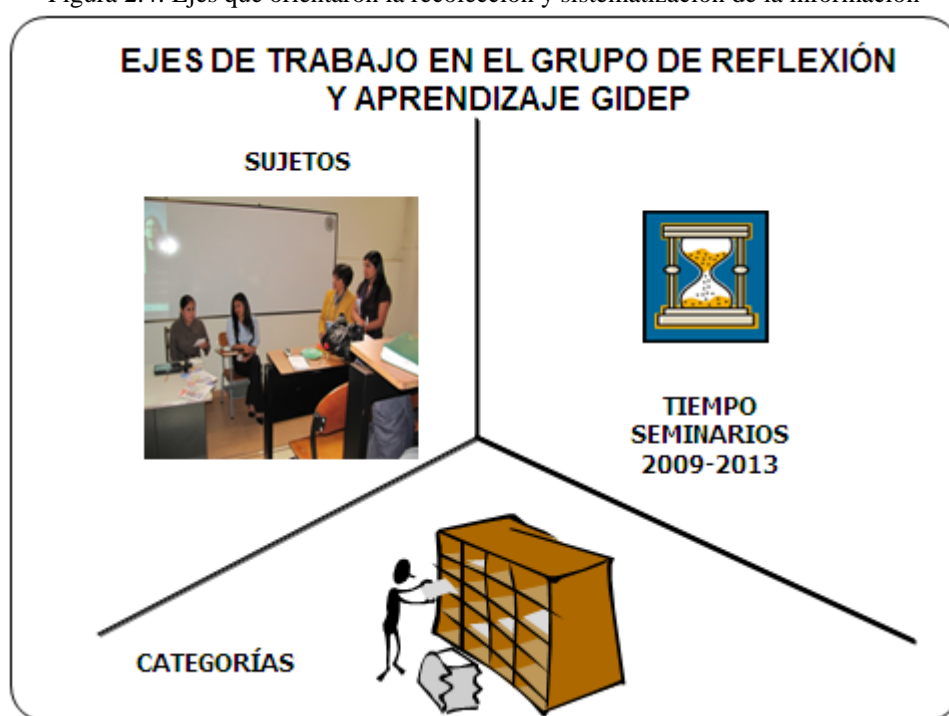 Figura 2.4. Ejes que orientaron la recolección y sistematización de la información
EJES DE TRABAJO EN EL GRUPO DE REFLEXIÓN
Y APRENDIZAJE GIDEP
SUJETOS
TIEMPO
SEMINARIOS
2009-2013
CATEGORÍAS